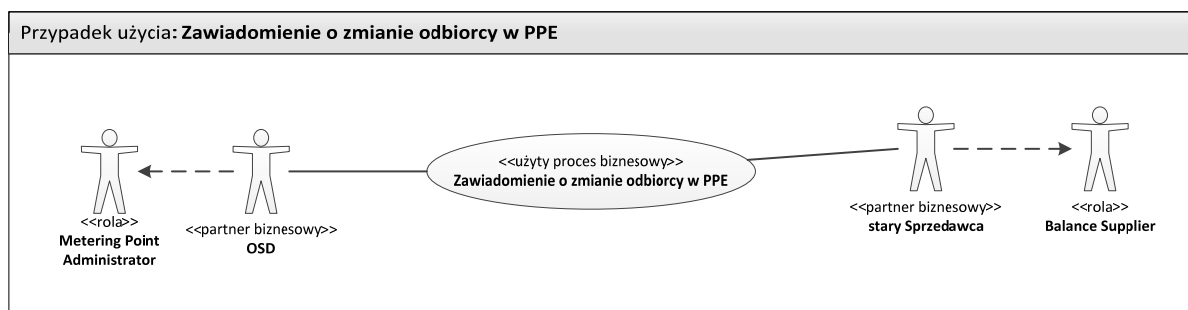 Przypadek użycia: Zawiadomienie o zmianie odbiorcy w PPE
<<użyty proces biznesowy>>
Zawiadomienie o zmianie odbiorcy w PPE
<<rola>>
Metering Point
Administrator
<<partner biznesowy>>
OSD
<<partner biznesowy>>
stary Sprzedawca
<<rola>>
Balance Supplier